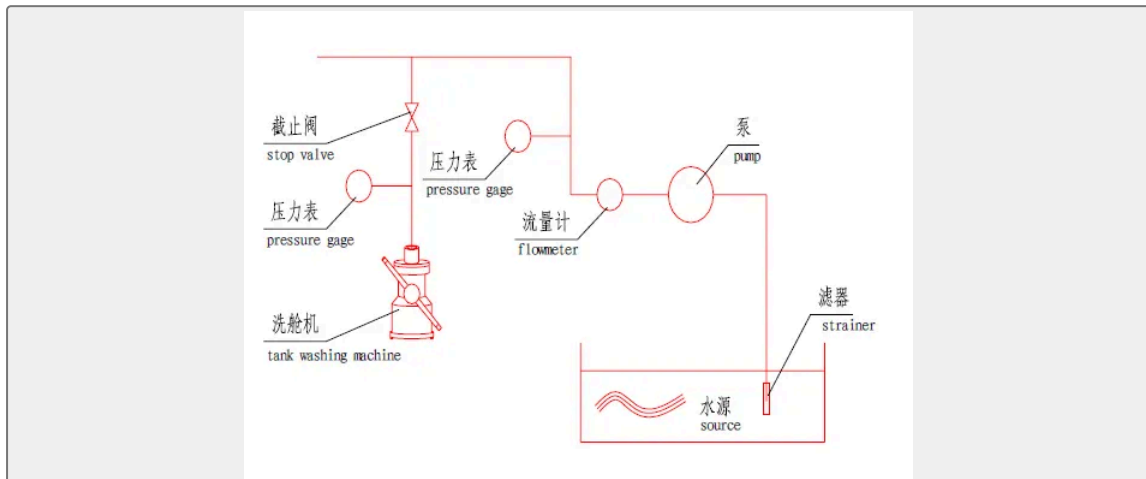 截止阀
stop valve
压力表
pressure gage
压力表
pressure gage
泵
pump
流量计
flowmeter
洗舱机
tank washing machine
滤器
strainer
水源
source